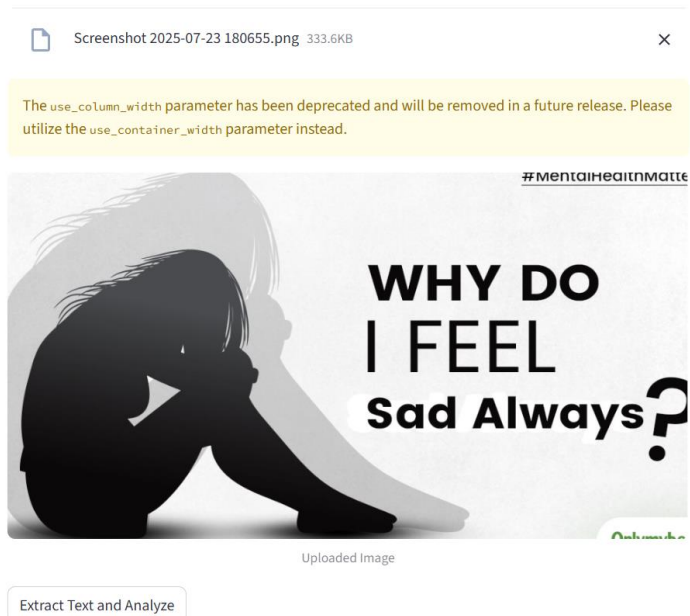 Screenshot 2025-07-23 180655.png 333.6KB
The use_column_width parameter has been deprecated and will be removed in a future release. Please
utilize the use_container_width parameter instead.
WHY DO
I FEEL
Sad Always?
Uploaded Image
Extract Text and Analyze